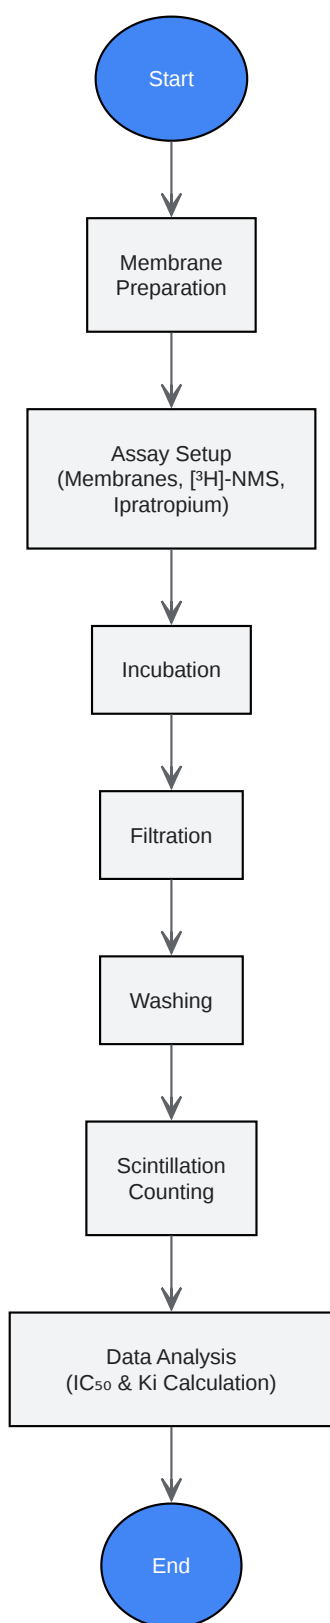 Start
Membrane
Preparation
Assay Setup
(Membranes, [³H]-NMS,
Ipratropium)
Incubation
Filtration
Washing
Scintillation
Counting
Data Analysis
(IC₅₀ & Ki Calculation)
End